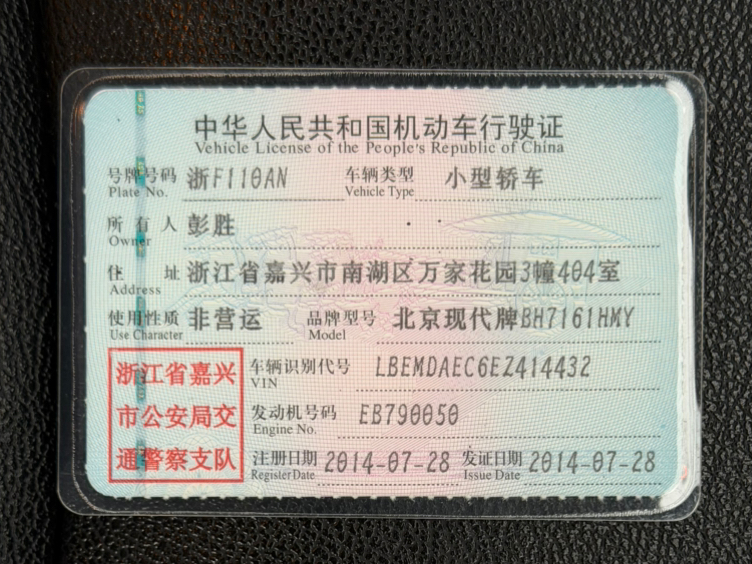 中华人民共和国机动车行驶证
Vehicle License of the People's Republic of China
号牌号码 浙F110AN 车辆类型 小型轿车
Plate No. Vehicle Type
所有人 彭胜
Owner
住址 浙江省嘉兴市南湖区万家花园3幢404室
Address
使用性质 非营运 品牌型号 北京现代牌BH7161HMY
Use Character Model
浙江省嘉兴
市公安局交
通警察支队
车辆识别代号 LBEMDAEC6EZ414432
VIN
发动机号码 EB790050
Engine No.
注册日期 2014-07-28 发证日期 2014-07-28
Register Date Issue Date